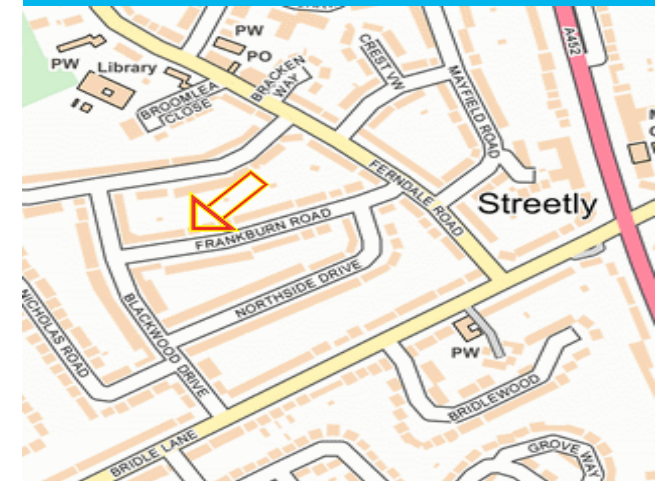 PW
PO
A452
PW
Library
BROOMLEA
CLOSE
BRACKEN
WAY
CREST VW
MAYFIELD ROAD
FERNDALE ROAD
Streetly
FRANKBURN ROAD
NORTHSIDE DRIVE
NICHOLAS ROAD
BLACKWOOD DRIVE
PW
BRIDLEWOOD
BRIDLE LANE
GROVE WAY